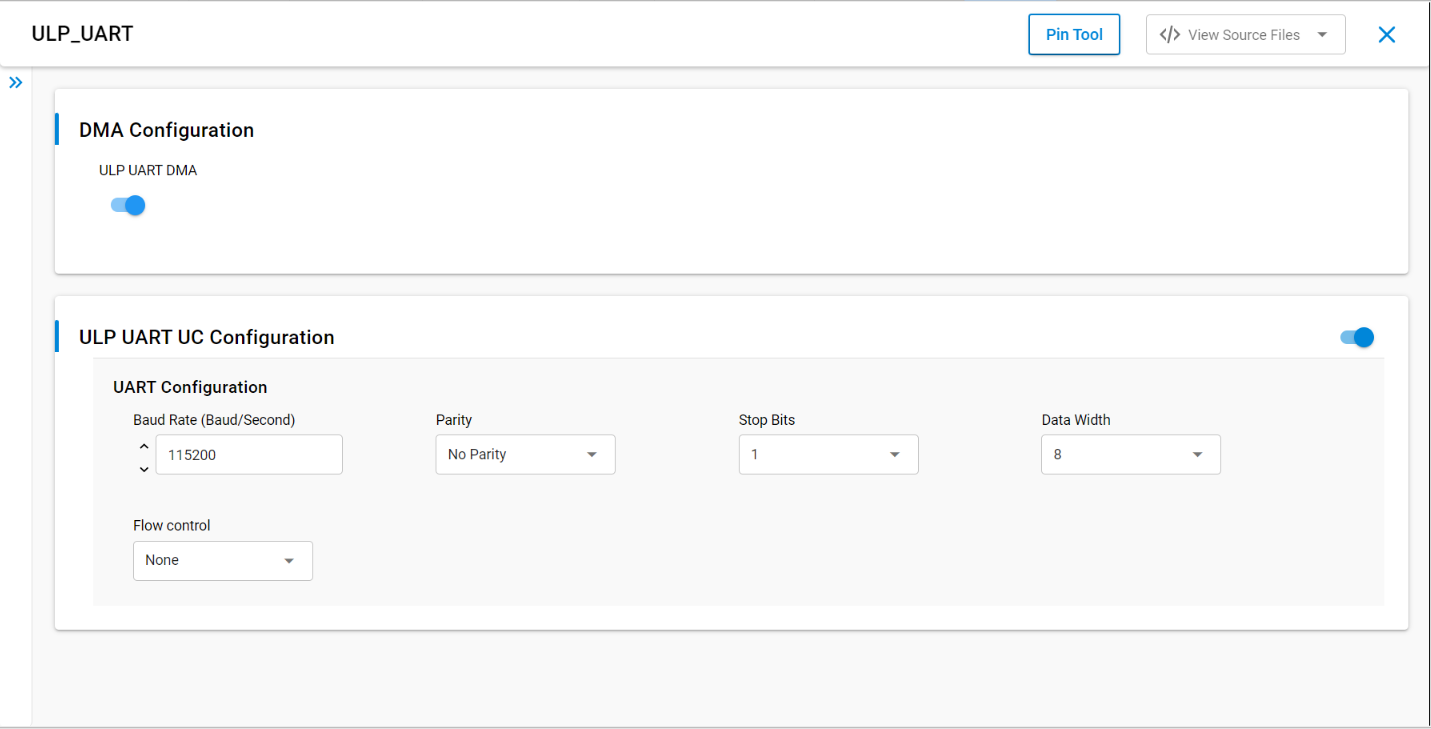 ULP_UART
Pin Tool
</> View Source Files
DMA Configuration
ULP UART DMA
ULP UART UC Configuration
UART Configuration
Baud Rate (Baud/Second)
Parity
Stop Bits
Data Width
115200
No Parity
1
8
Flow control
None